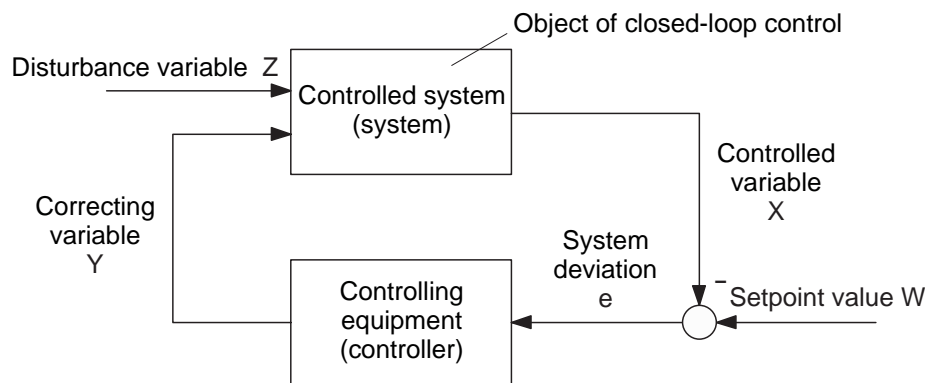 Object of closed-loop control
Disturbance variable Z
Controlled system
(system)
Controlled
variable
X
Correcting
variable
Y
System
deviation
e
Controlling
equipment
(controller)
–
Setpoint value W